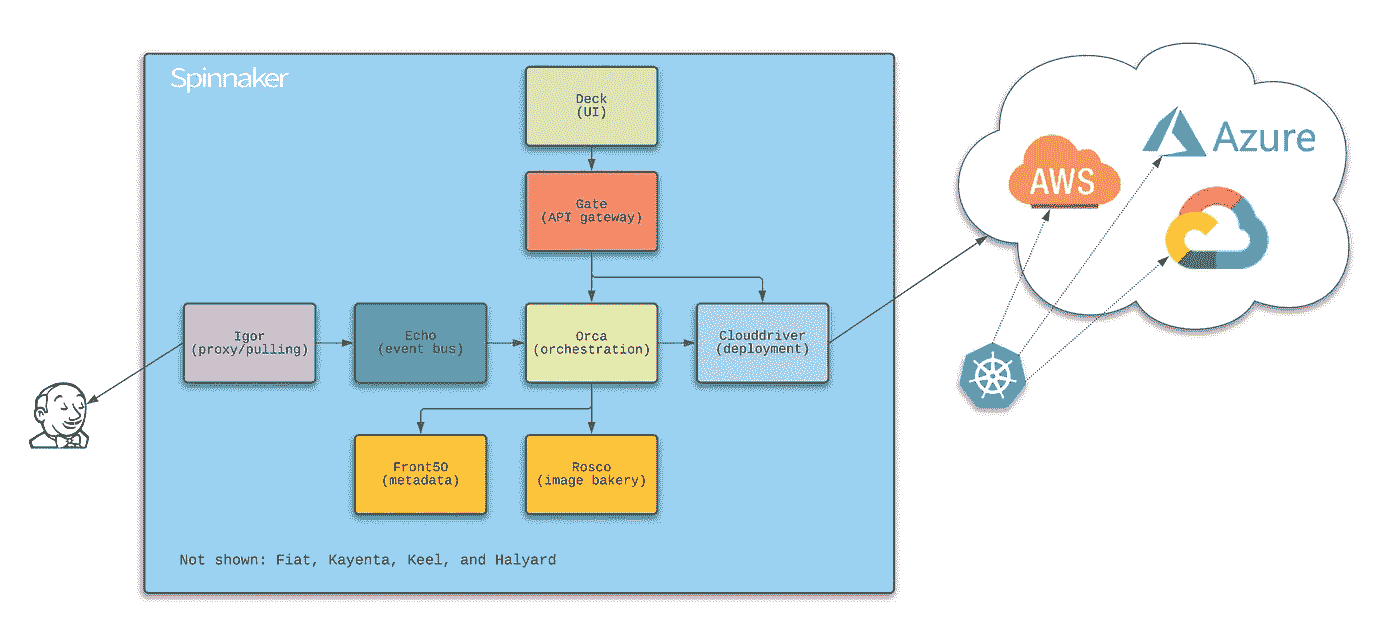 Spinnaker
Deck
(UI)
Gate
(API gateway)
Igor
(proxy/pulling)
Echo
(event bus)
Orca
(orchestration)
Clouddriver
(deployment)
Front50
(metadata)
Rosco
(image bakery)
Not shown: Fiat, Kayenta, Keel, and Halyard
AWS
Azure